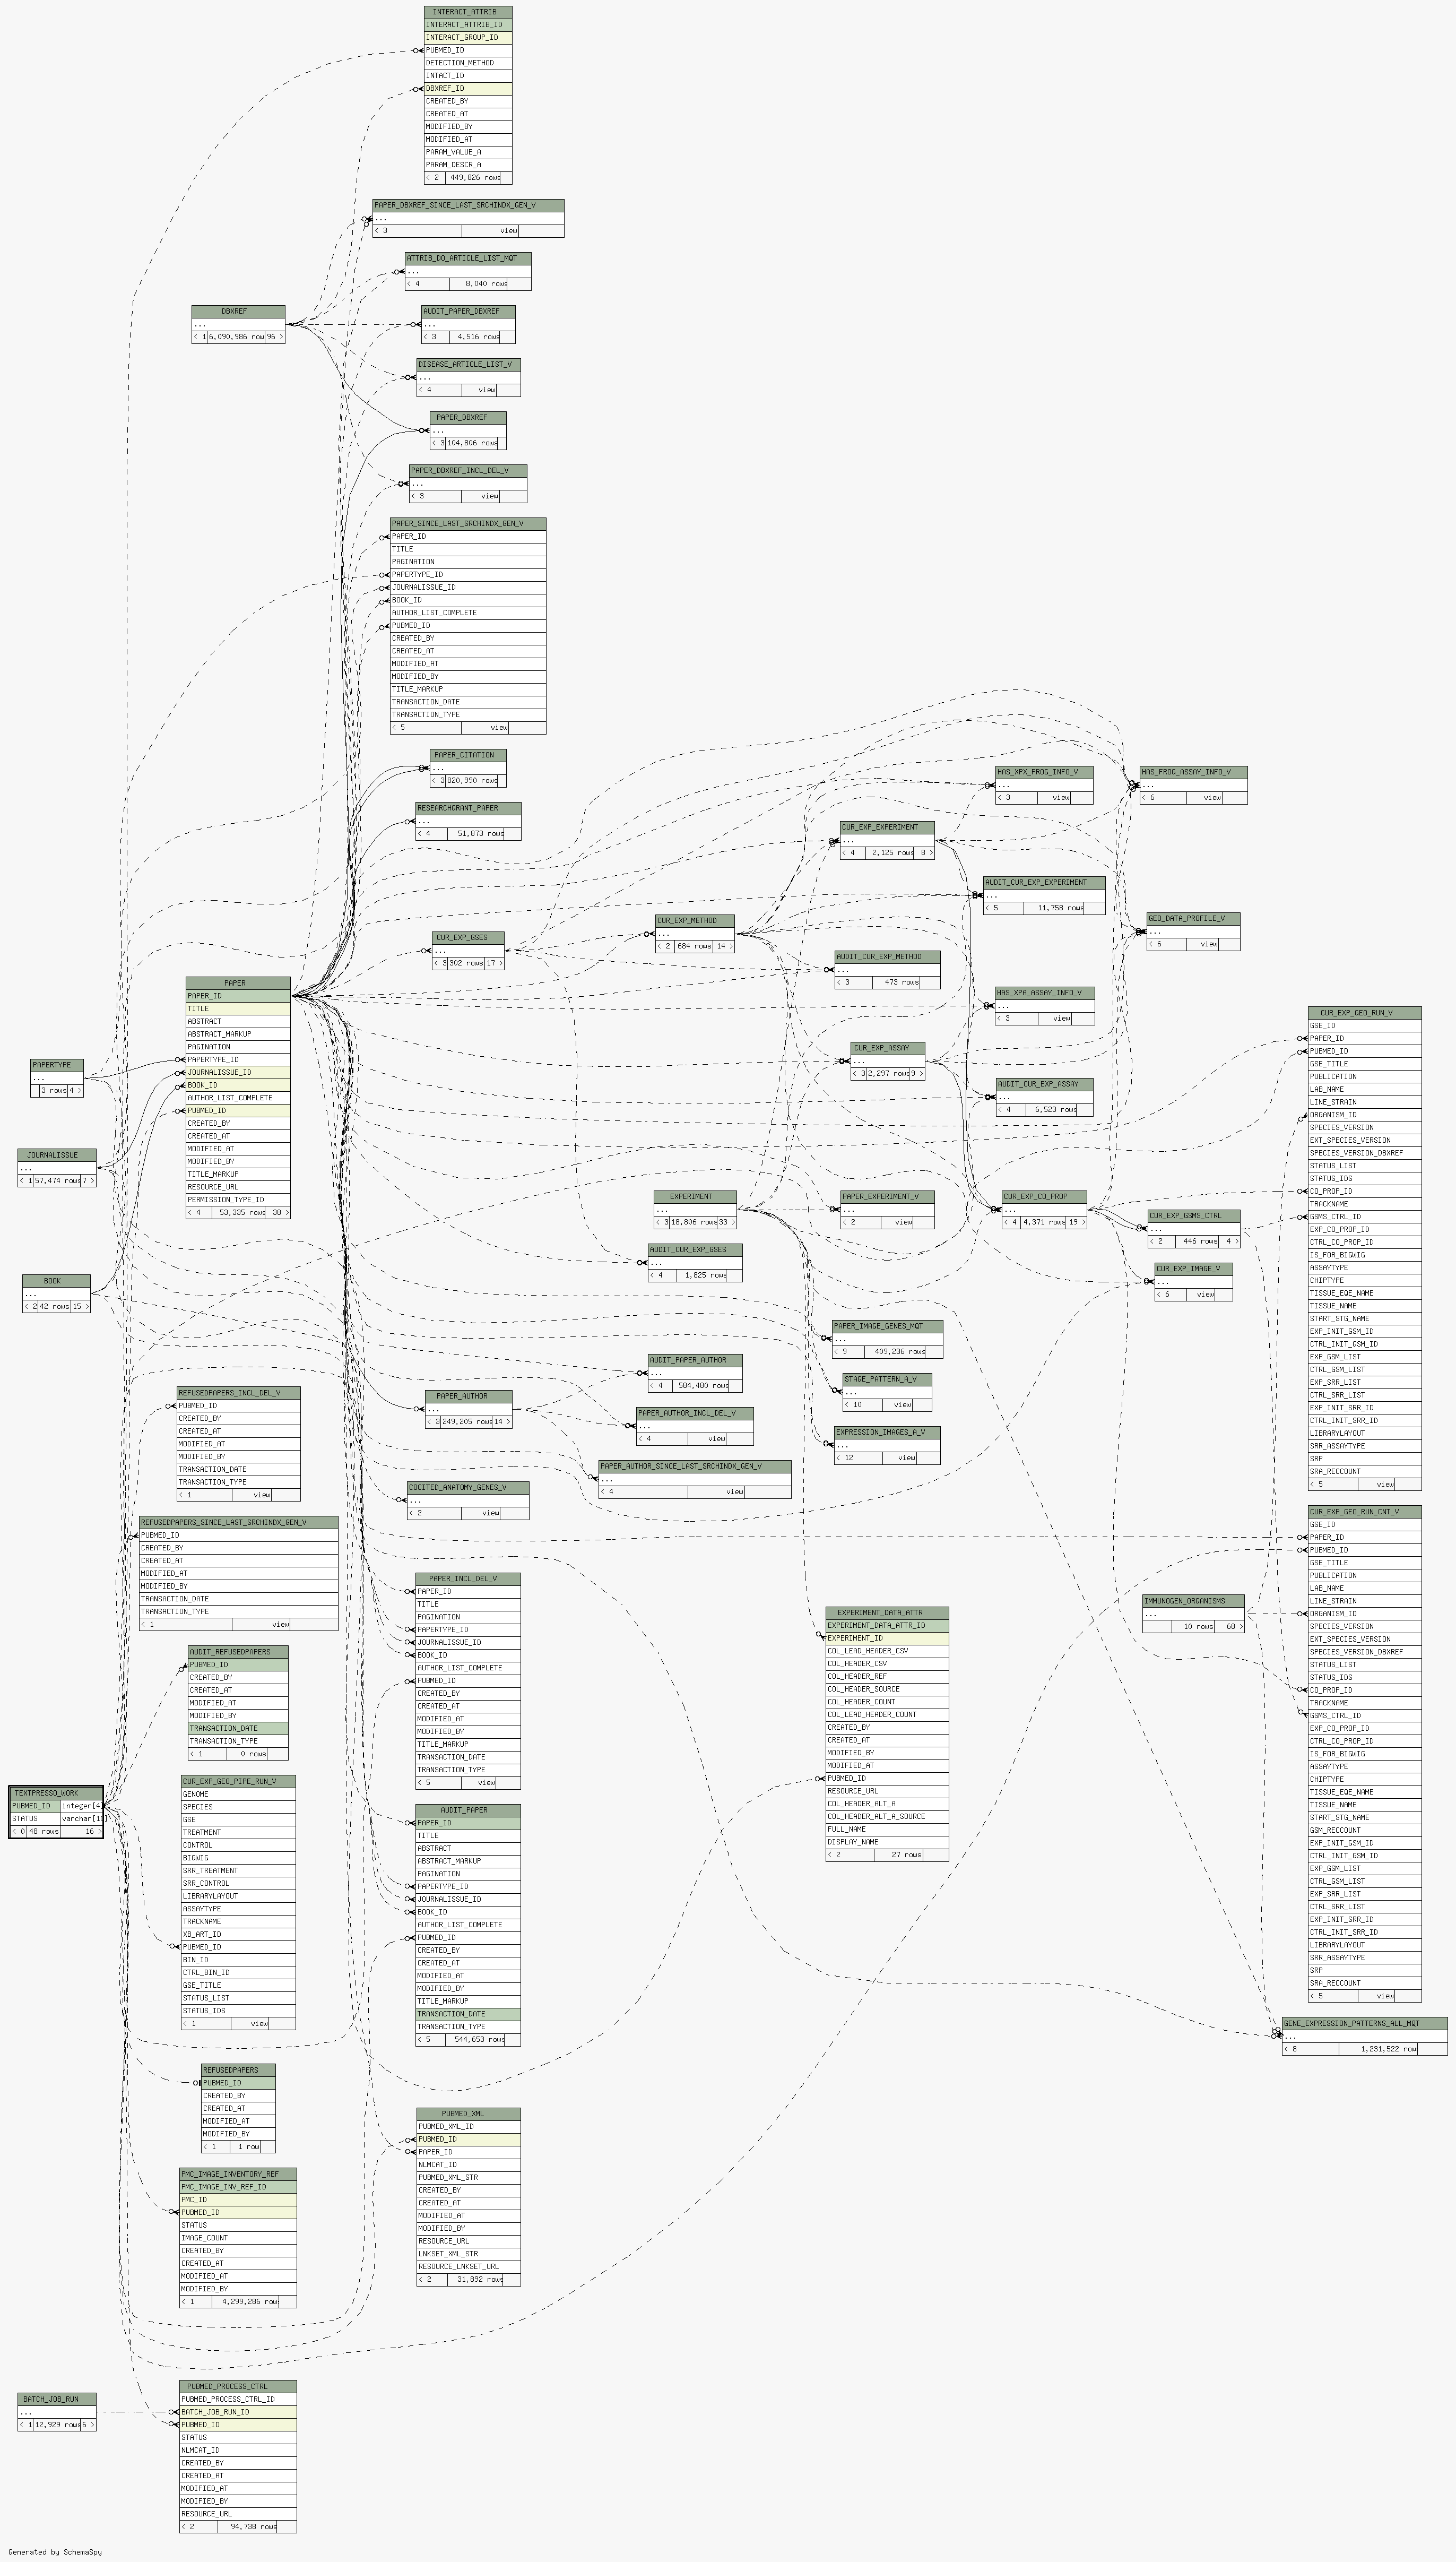 INTERACT_ATTRIB
INTERACT_ATTRIB_ID
INTERACT_GROUP_ID
PUBMED_ID
DETECTION_METHOD
INTACT_ID
DBXREF_ID
CREATED_BY
CREATED_AT
MODIFIED_BY
MODIFIED_AT
PARAM_VALUE_A
PARAM_DESCR_A
< 2 449,826 rows
PAPER_DBXREF_SINCE_LAST_SRCHINDX_GEN_V
...
< 3 view
ATTRIB_DO_ARTICLE_LIST_MQT
...
< 4 8,040 rows
DBXREF
...
< 1 6,090,986 row 96 >
AUDIT_PAPER_DBXREF
...
< 3 4,516 rows
DISEASE_ARTICLE_LIST_V
...
< 4 view
PAPER_DBXREF
...
< 3 104,806 rows
PAPER_DBXREF_INCL_DEL_V
...
< 3 view
PAPER_SINCE_LAST_SRCHINDX_GEN_V
PAPER_ID
TITLE
PAGINATION
PAPERTYPE_ID
JOURNALISSUE_ID
BOOK_ID
AUTHOR_LIST_COMPLETE
PUBMED_ID
CREATED_BY
CREATED_AT
MODIFIED_AT
MODIFIED_BY
TITLE_MARKUP
TRANSACTION_DATE
TRANSACTION_TYPE
< 5 view
PAPER_CITATION
...
< 3 820,990 rows
RESEARCHGRANT_PAPER
...
< 4 51,873 rows
HAS_XPX_FROG_INFO_V
...
< 3 view
HAS_FROG_ASSAY_INFO_V
...
< 6 view
CUR_EXP_EXPERIMENT
...
< 4 2,125 rows 8 >
AUDIT_CUR_EXP_EXPERIMENT
...
< 5 11,758 rows
GEO_DATA_PROFILE_V
...
< 6 view
CUR_EXP_METHOD
...
< 2 684 rows 14 >
CUR_EXP_GSES
...
< 3 302 rows 17 >
AUDIT_CUR_EXP_METHOD
...
< 3 473 rows
HAS_XPA_ASSAY_INFO_V
...
< 3 view
CUR_EXP_ASSAY
...
< 3 2,297 rows 9 >
AUDIT_CUR_EXP_ASSAY
...
< 4 6,523 rows
PAPER
PAPER_ID
TITLE
ABSTRACT
ABSTRACT_MARKUP
PAGINATION
PAPERTYPE_ID
JOURNALISSUE_ID
BOOK_ID
AUTHOR_LIST_COMPLETE
PUBMED_ID
CREATED_BY
CREATED_AT
MODIFIED_AT
MODIFIED_BY
TITLE_MARKUP
RESOURCE_URL
PERMISSION_TYPE_ID
< 4 53,335 rows 38 >
PAPERTYPE
...
3 rows 4 >
JOURNALISSUE
...
< 1 57,474 rows 7 >
BOOK
...
< 2 42 rows 15 >
EXPERIMENT
...
< 3 18,806 rows 33 >
PAPER_EXPERIMENT_V
...
< 2 view
CUR_EXP_CO_PROP
...
< 4 4,371 rows 19 >
CUR_EXP_GSMS_CTRL
...
< 2 446 rows 4 >
CUR_EXP_IMAGE_V
...
< 6 view
AUDIT_CUR_EXP_GSES
...
< 4 1,825 rows
PAPER_IMAGE_GENES_MQT
...
< 9 409,236 rows
AUDIT_PAPER_AUTHOR
...
< 4 584,480 rows
STAGE_PATTERN_A_V
...
< 10 view
PAPER_AUTHOR
...
< 3 249,205 rows 14 >
PAPER_AUTHOR_INCL_DEL_V
...
< 4 view
EXPRESSION_IMAGES_A_V
...
< 12 view
PAPER_AUTHOR_SINCE_LAST_SRCHINDX_GEN_V
...
< 4 view
COCITED_ANATOMY_GENES_V
...
< 2 view
CUR_EXP_GEO_RUN_V
GSE_ID
PAPER_ID
PUBMED_ID
GSE_TITLE
PUBLICATION
LAB_NAME
LINE_STRAIN
ORGANISM_ID
SPECIES_VERSION
EXT_SPECIES_VERSION
SPECIES_VERSION_DBXREF
STATUS_LIST
STATUS_IDS
CO_PROP_ID
TRACKNAME
GSMS_CTRL_ID
EXP_CO_PROP_ID
CTRL_CO_PROP_ID
IS_FOR_BIGWIG
ASSAYTYPE
CHIPTYPE
TISSUE_EQE_NAME
TISSUE_NAME
START_STG_NAME
EXP_INIT_GSM_ID
CTRL_INIT_GSM_ID
EXP_GSM_LIST
CTRL_GSM_LIST
EXP_SRR_LIST
CTRL_SRR_LIST
EXP_INIT_SRR_ID
CTRL_INIT_SRR_ID
LIBRARYLAYOUT
SRR_ASSAYTYPE
SRP
SRA_RECCOUNT
< 5 view
REFUSEDPAPERS_INCL_DEL_V
PUBMED_ID
CREATED_BY
CREATED_AT
MODIFIED_AT
MODIFIED_BY
TRANSACTION_DATE
TRANSACTION_TYPE
< 1 view
REFUSEDPAPERS_SINCE_LAST_SRCHINDX_GEN_V
PUBMED_ID
CREATED_BY
CREATED_AT
MODIFIED_AT
MODIFIED_BY
TRANSACTION_DATE
TRANSACTION_TYPE
< 1 view
AUDIT_REFUSEDPAPERS
PUBMED_ID
CREATED_BY
CREATED_AT
MODIFIED_AT
MODIFIED_BY
TRANSACTION_DATE
TRANSACTION_TYPE
< 1 0 rows
TEXTPRESSO_WORK
PUBMED_ID integer[4]
STATUS varchar[10]
< 0 48 rows 16 >
CUR_EXP_GEO_PIPE_RUN_V
GENOME
SPECIES
GSE
TREATMENT
CONTROL
BIGWIG
SRR_TREATMENT
SRR_CONTROL
LIBRARYLAYOUT
ASSAYTYPE
TRACKNAME
XB_ART_ID
PUBMED_ID
BIN_ID
CTRL_BIN_ID
GSE_TITLE
STATUS_LIST
STATUS_IDS
< 1 view
PAPER_INCL_DEL_V
PAPER_ID
TITLE
PAGINATION
PAPERTYPE_ID
JOURNALISSUE_ID
BOOK_ID
AUTHOR_LIST_COMPLETE
PUBMED_ID
CREATED_BY
CREATED_AT
MODIFIED_AT
MODIFIED_BY
TITLE_MARKUP
TRANSACTION_DATE
TRANSACTION_TYPE
< 5 view
AUDIT_PAPER
PAPER_ID
TITLE
ABSTRACT
ABSTRACT_MARKUP
PAGINATION
PAPERTYPE_ID
JOURNALISSUE_ID
BOOK_ID
AUTHOR_LIST_COMPLETE
PUBMED_ID
CREATED_BY
CREATED_AT
MODIFIED_AT
MODIFIED_BY
TITLE_MARKUP
TRANSACTION_DATE
TRANSACTION_TYPE
< 5 544,653 rows
EXPERIMENT_DATA_ATTR
EXPERIMENT_DATA_ATTR_ID
EXPERIMENT_ID
COL_LEAD_HEADER_CSV
COL_HEADER_CSV
COL_HEADER_REF
COL_HEADER_SOURCE
COL_HEADER_COUNT
COL_LEAD_HEADER_COUNT
CREATED_BY
CREATED_AT
MODIFIED_BY
MODIFIED_AT
PUBMED_ID
RESOURCE_URL
COL_HEADER_ALT_A
COL_HEADER_ALT_A_SOURCE
FULL_NAME
DISPLAY_NAME
< 2 27 rows
IMMUNOGEN_ORGANISMS
...
10 rows 68 >
CUR_EXP_GEO_RUN_CNT_V
GSE_ID
PAPER_ID
PUBMED_ID
GSE_TITLE
PUBLICATION
LAB_NAME
LINE_STRAIN
ORGANISM_ID
SPECIES_VERSION
EXT_SPECIES_VERSION
SPECIES_VERSION_DBXREF
STATUS_LIST
STATUS_IDS
CO_PROP_ID
TRACKNAME
GSMS_CTRL_ID
EXP_CO_PROP_ID
CTRL_CO_PROP_ID
IS_FOR_BIGWIG
ASSAYTYPE
CHIPTYPE
TISSUE_EQE_NAME
TISSUE_NAME
START_STG_NAME
GSM_RECCOUNT
EXP_INIT_GSM_ID
CTRL_INIT_GSM_ID
EXP_GSM_LIST
CTRL_GSM_LIST
EXP_SRR_LIST
CTRL_SRR_LIST
EXP_INIT_SRR_ID
CTRL_INIT_SRR_ID
LIBRARYLAYOUT
SRR_ASSAYTYPE
SRP
SRA_RECCOUNT
< 5 view
GENE_EXPRESSION_PATTERNS_ALL_MQT
...
< 8 1,231,522 row
REFUSEDPAPERS
PUBMED_ID
CREATED_BY
CREATED_AT
MODIFIED_AT
MODIFIED_BY
< 1 1 row
PUBMED_XML
PUBMED_XML_ID
PUBMED_ID
PAPER_ID
NLMCAT_ID
PUBMED_XML_STR
CREATED_BY
CREATED_AT
MODIFIED_AT
MODIFIED_BY
RESOURCE_URL
LNKSET_XML_STR
RESOURCE_LNKSET_URL
< 2 31,892 rows
PMC_IMAGE_INVENTORY_REF
PMC_IMAGE_INV_REF_ID
PMC_ID
PUBMED_ID
STATUS
IMAGE_COUNT
CREATED_BY
CREATED_AT
MODIFIED_AT
MODIFIED_BY
< 1 4,299,286 row
BATCH_JOB_RUN
...
< 1 12,929 rows 6 >
PUBMED_PROCESS_CTRL
PUBMED_PROCESS_CTRL_ID
BATCH_JOB_RUN_ID
PUBMED_ID
STATUS
NLMCAT_ID
CREATED_BY
CREATED_AT
MODIFIED_AT
MODIFIED_BY
RESOURCE_URL
< 2 94,738 rows
Generated by SchemaSpy